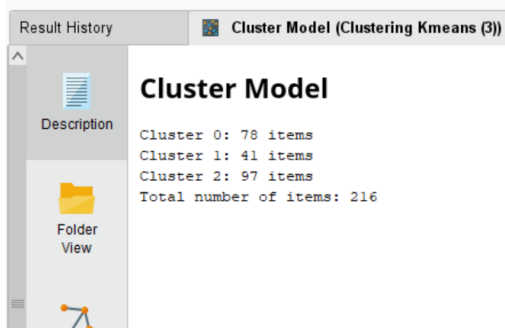 Result History
Cluster Model (Clustering Kmeans (3))
Description
Folder
View
Cluster Model
Cluster 0: 78 items
Cluster 1: 41 items
Cluster 2: 97 items
Total number of items: 216